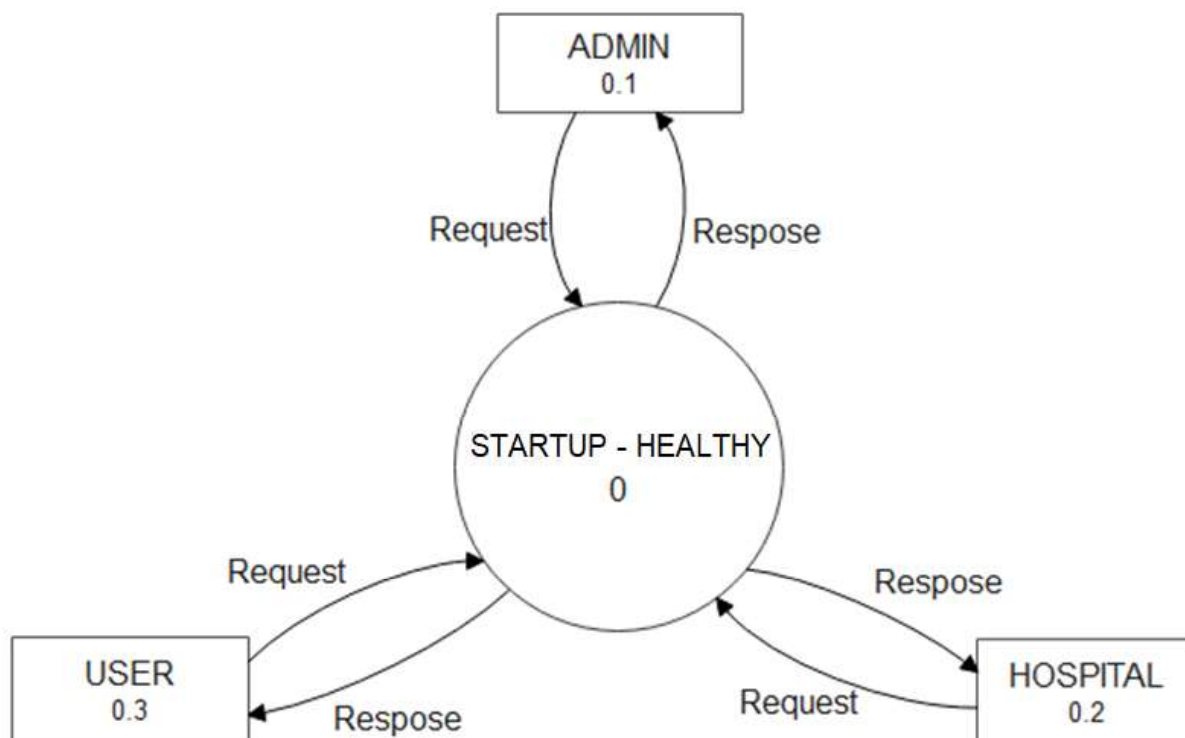 ADMIN
0.1
Request
Respose
STARTUP - HEALTHY
0
Request
Respose
USER
0.3
Respose
Request
HOSPITAL
0.2